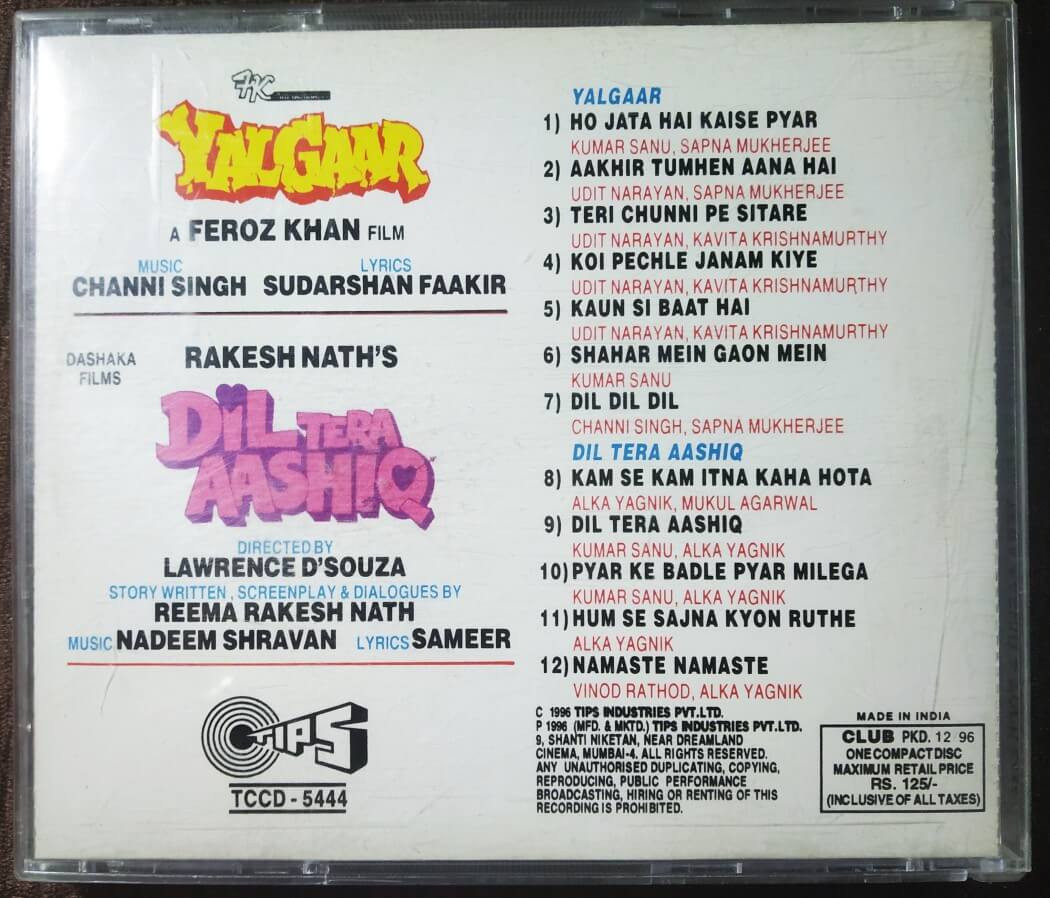 FK
YALGAAR
A FEROZ KHAN FILM
MUSIC LYRICS
CHANNI SINGH SUDARSHAN FAAKIR
DASHAKA
FILMS
RAKESH NATH'S
DIL TERA
AASHIQ
DIRECTED BY
LAWRENCE D'SOUZA
STORY WRITTEN, SCREENPLAY & DIALOGUES BY
REEMA RAKESH NATH
MUSIC NADEEM SHRAVAN LYRICS SAMEER
TIPS
TCCD - 5444
YALGAAR
1) HO JATA HAI KAISE PYAR
KUMAR SANU, SAPNA MUKHERJEE
2) AAKHIR TUMHEN AANA HAI
UDIT NARAYAN, SAPNA MUKHERJEE
3) TERI CHUNNI PE SITARE
UDIT NARAYAN, KAVITA KRISHNAMURTHY
4) KOI PECHLE JANAM KIYE
UDIT NARAYAN, KAVITA KRISHNAMURTHY
5) KAUN SI BAAT HAI
UDIT NARAYAN, KAVITA KRISHNAMURTHY
6) SHAHAR MEIN GAON MEIN
KUMAR SANU
7) DIL DIL DIL
CHANNI SINGH, SAPNA MUKHERJEE
DIL TERA AASHIQ
8) KAM SE KAM ITNA KAHA HOTA
ALKA YAGNIK, MUKUL AGARWAL
9) DIL TERA AASHIQ
KUMAR SANU, ALKA YAGNIK
10) PYAR KE BADLE PYAR MILEGA
KUMAR SANU, ALKA YAGNIK
11) HUM SE SAJNA KYON RUTHE
ALKA YAGNIK
12) NAMASTE NAMASTE
VINOD RATHOD, ALKA YAGNIK
C 1996 TIPS INDUSTRIES PVT.LTD.
P 1996 (MFD. & MKTD.) TIPS INDUSTRIES PVT.LTD.
9, SHANTI NIKETAN, NEAR DREAMLAND
CINEMA, MUMBAI-4. ALL RIGHTS RESERVED.
ANY UNAUTHORISED DUPLICATING, COPYING,
REPRODUCING, PUBLIC PERFORMANCE
BROADCASTING, HIRING OR RENTING OF THIS
RECORDING IS PROHIBITED.
MADE IN INDIA
CLUB PKD. 12 96
ONE COMPACT DISC
MAXIMUM RETAIL PRICE
RS. 125/-
(INCLUSIVE OF ALL TAXES)